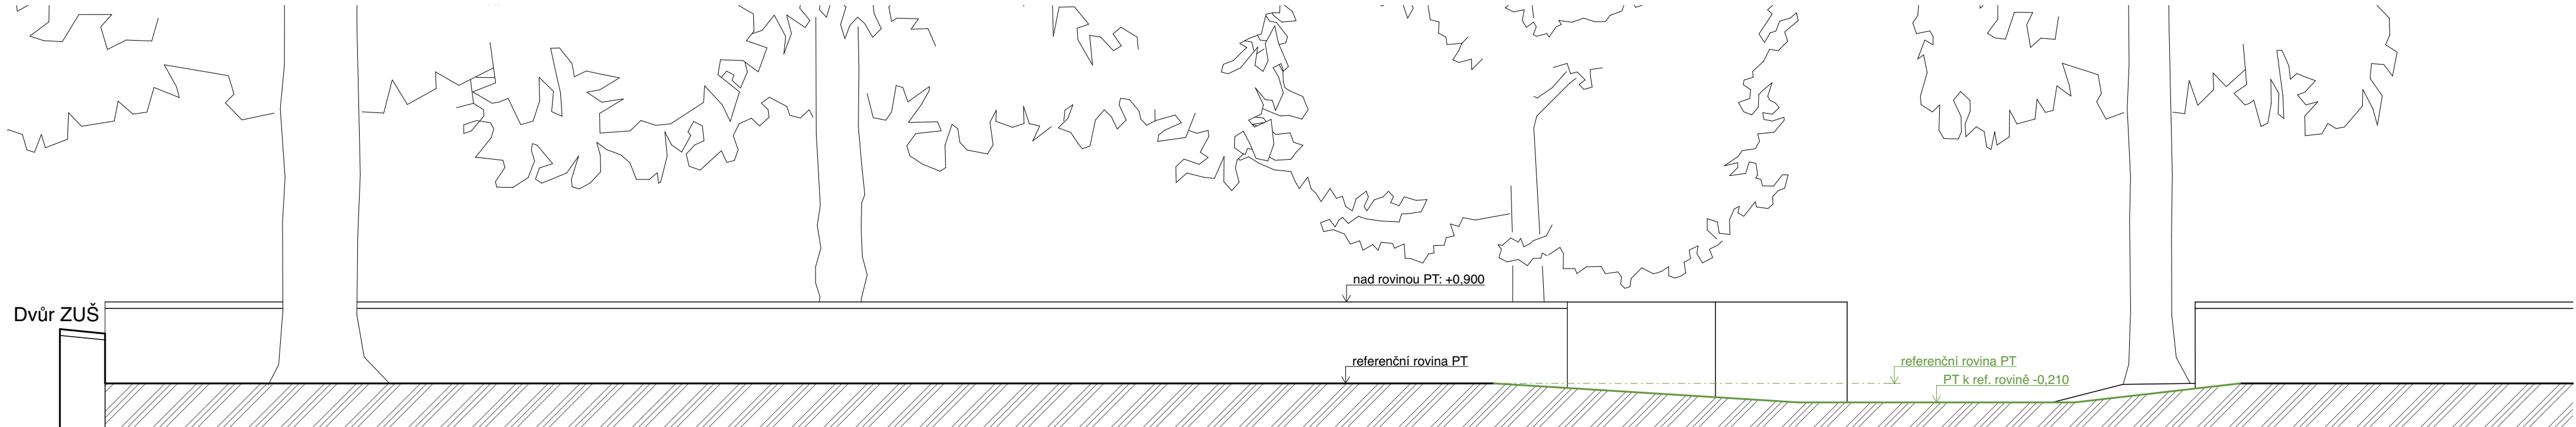 nad rovinou PT: +0,900
Dvůr ZUŠ
referenční rovina PT
referenční rovina PT
PT k ref. rovině -0,210